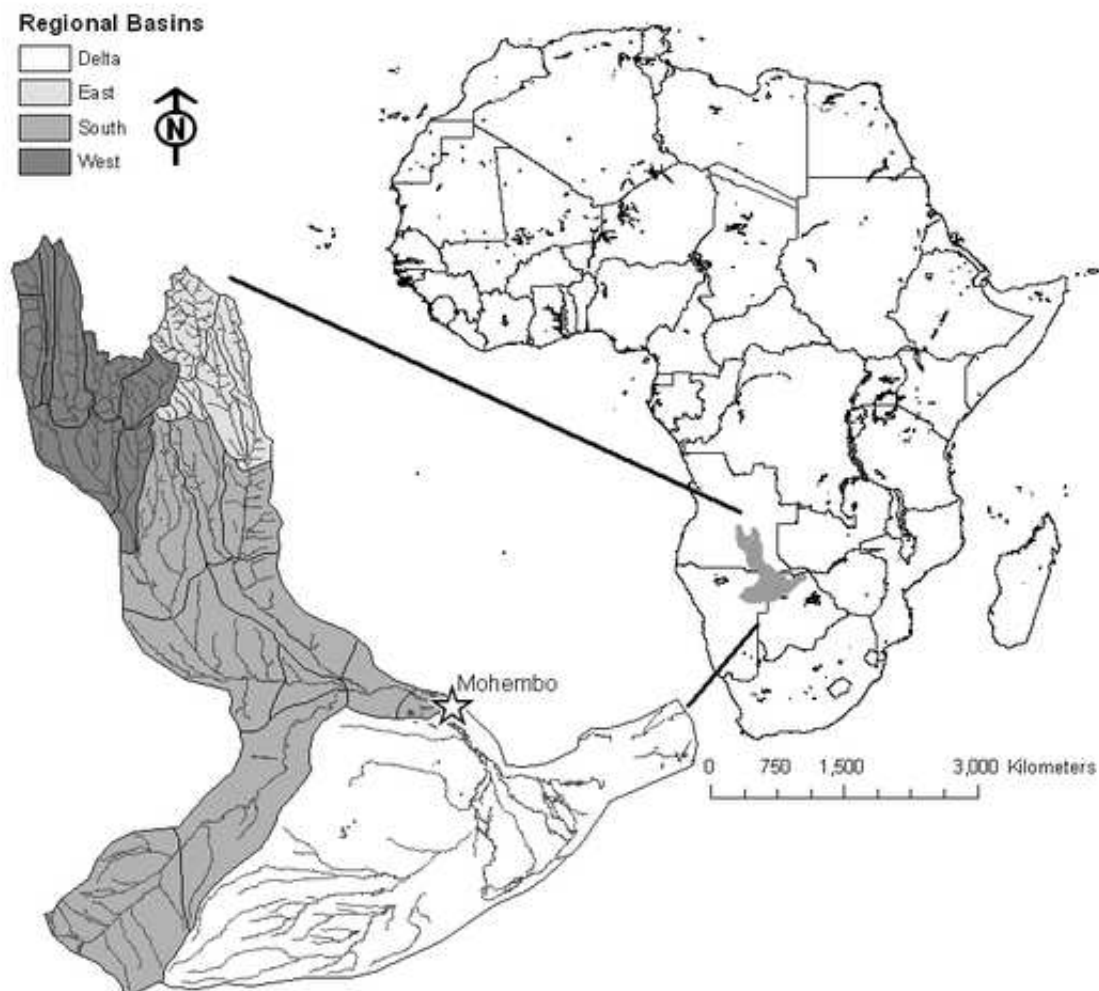 Regional Basins
Delta
East
South
West
N
Mohembo
0 750 1,500 3,000 Kilometers